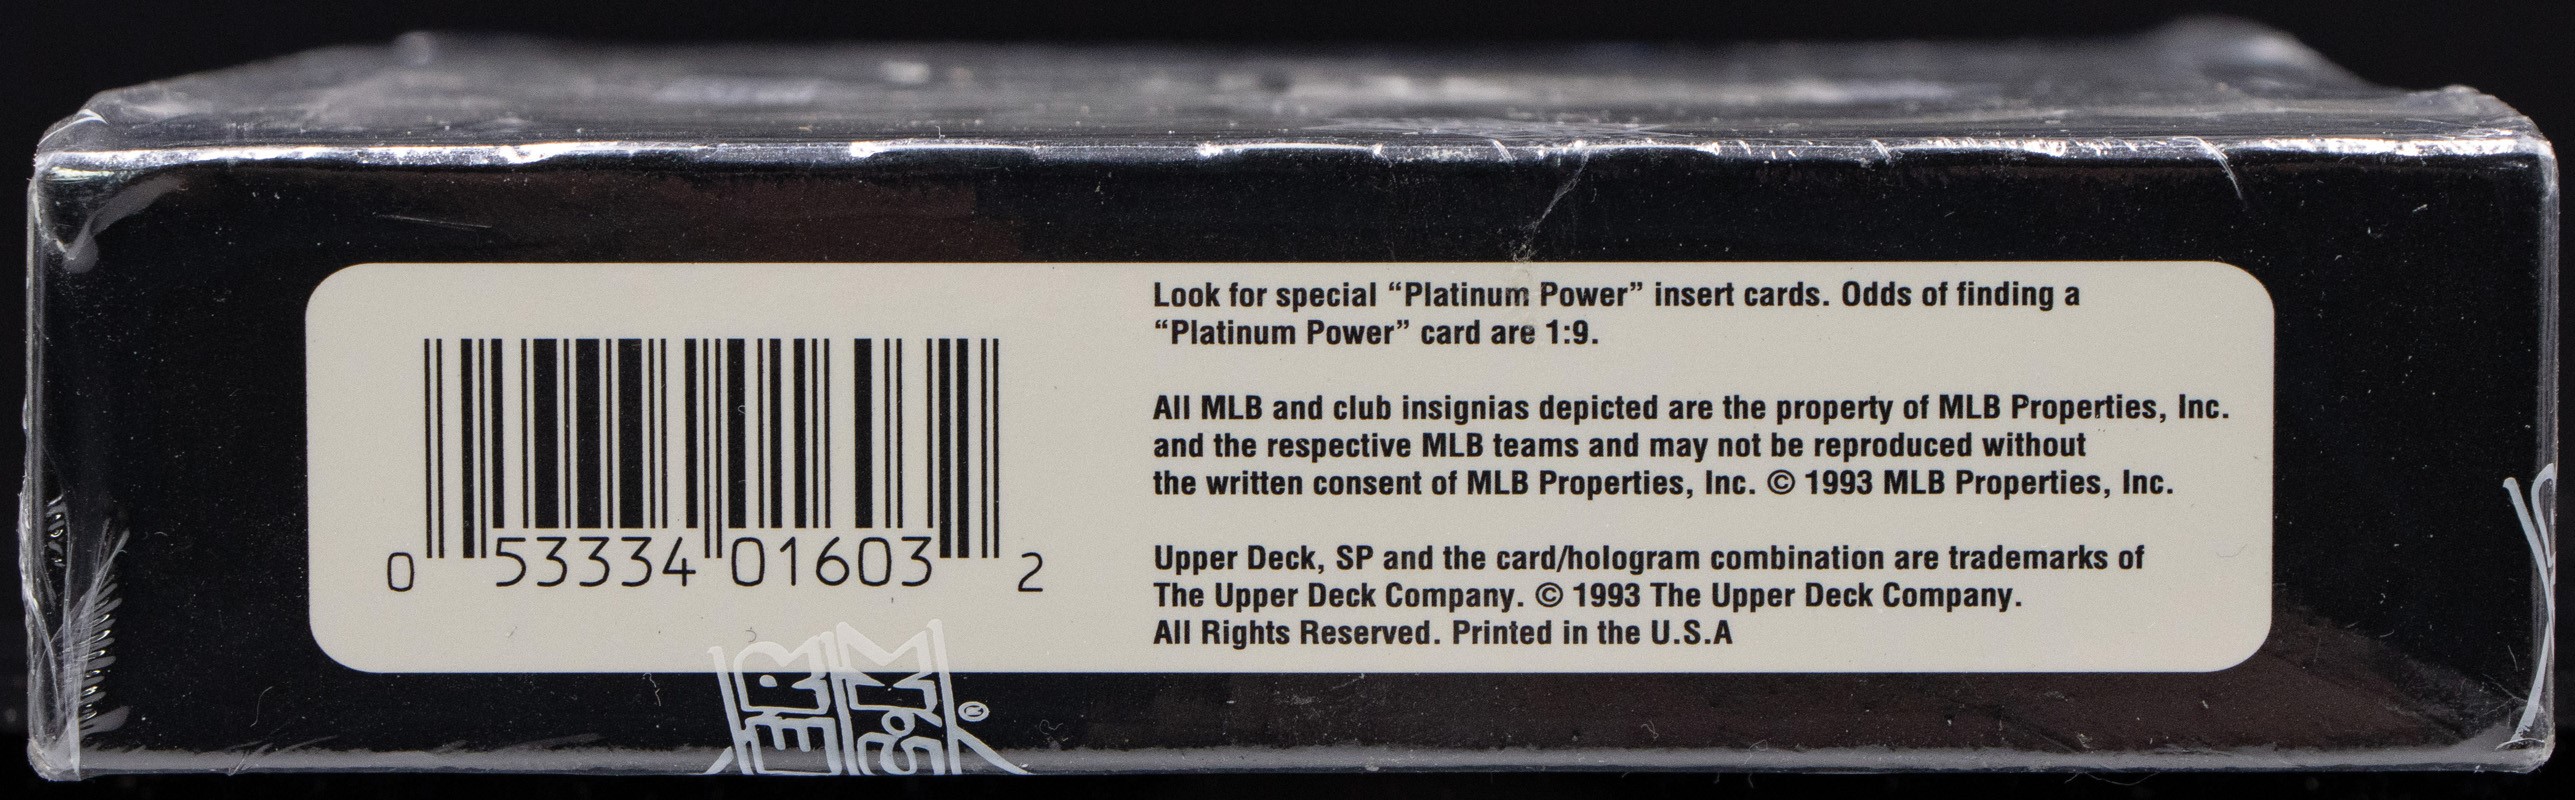 Look for special “Platinum Power” insert cards. Odds of finding a
“Platinum Power” card are 1:9.
All MLB and club insignias depicted are the property of MLB Properties, Inc.
and the respective MLB teams and may not be reproduced without
the written consent of MLB Properties, Inc. © 1993 MLB Properties, Inc.
Upper Deck, SP and the card/hologram combination are trademarks of
The Upper Deck Company. © 1993 The Upper Deck Company.
All Rights Reserved. Printed in the U.S.A
0 53334 01603 2
®